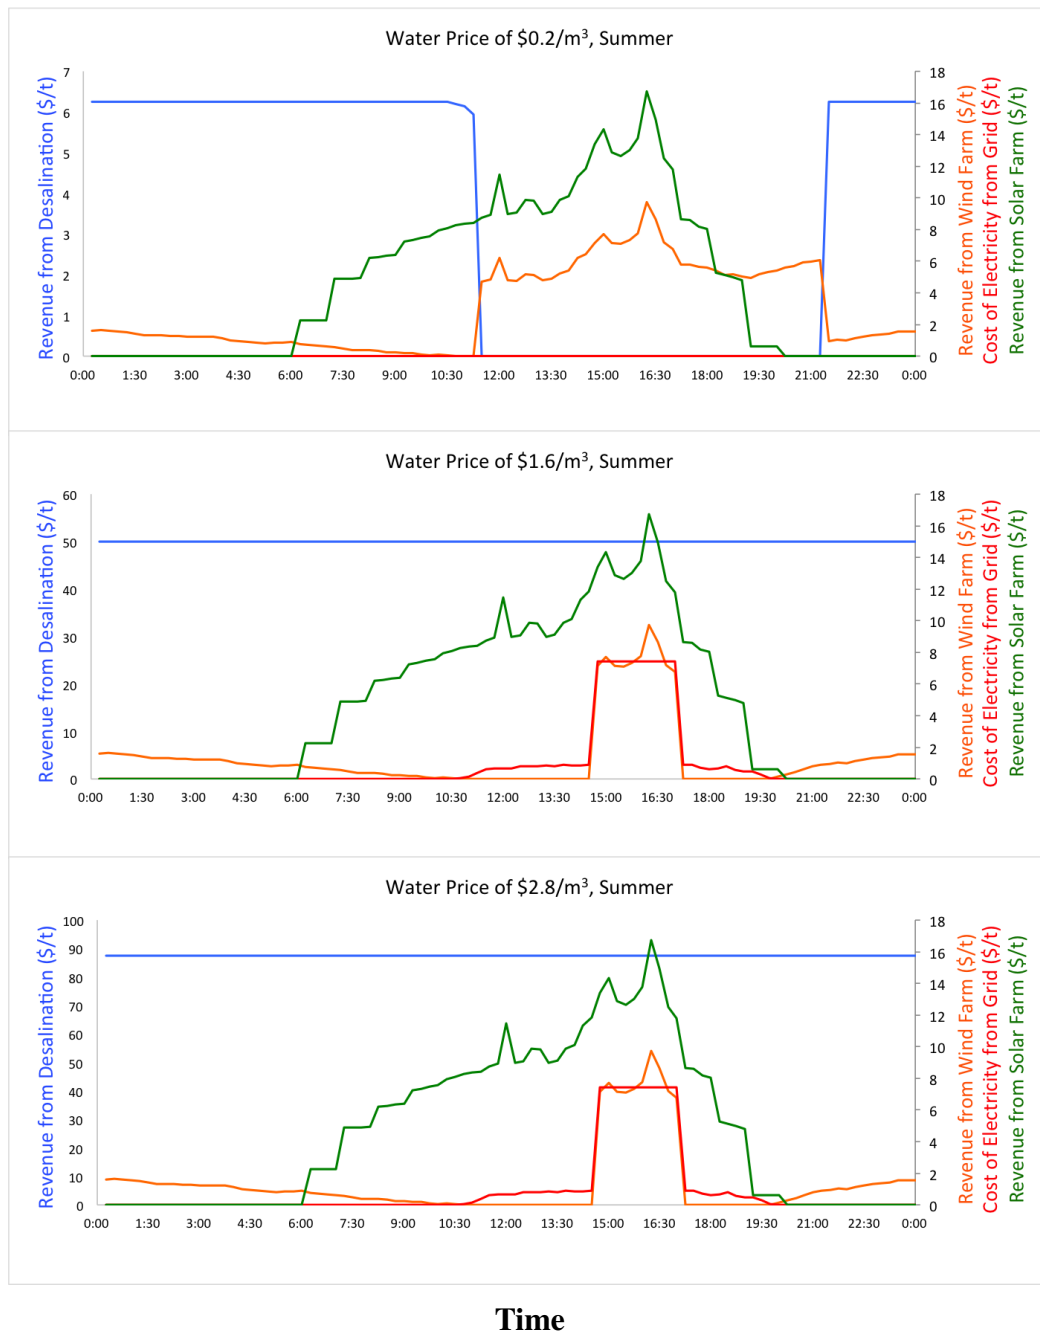 Water Price of $0.2/m³, Summer
Revenue from Desalination ($/t)
7
6
5
4
3
2
1
0
18
16
14
12
10
8
6
4
2
0
Revenue from Wind Farm ($/t)
Cost of Electricity from Grid ($/t)
Revenue from Solar Farm ($/t)
0:00 1:30 3:00 4:30 6:00 7:30 9:00 10:30 12:00 13:30 15:00 16:30 18:00 19:30 21:00 22:30 0:00
Water Price of $1.6/m³, Summer
Revenue from Desalination ($/t)
60
50
40
30
20
10
0
18
16
14
12
10
8
6
4
2
0
Revenue from Wind Farm ($/t)
Cost of Electricity from Grid ($/t)
Revenue from Solar Farm ($/t)
0:00 1:30 3:00 4:30 6:00 7:30 9:00 10:30 12:00 13:30 15:00 16:30 18:00 19:30 21:00 22:30 0:00
Water Price of $2.8/m³, Summer
Revenue from Desalination ($/t)
100
90
80
70
60
50
40
30
20
10
0
18
16
14
12
10
8
6
4
2
0
Revenue from Wind Farm ($/t)
Cost of Electricity from Grid ($/t)
Revenue from Solar Farm ($/t)
0:00 1:30 3:00 4:30 6:00 7:30 9:00 10:30 12:00 13:30 15:00 16:30 18:00 19:30 21:00 22:30 0:00
Time